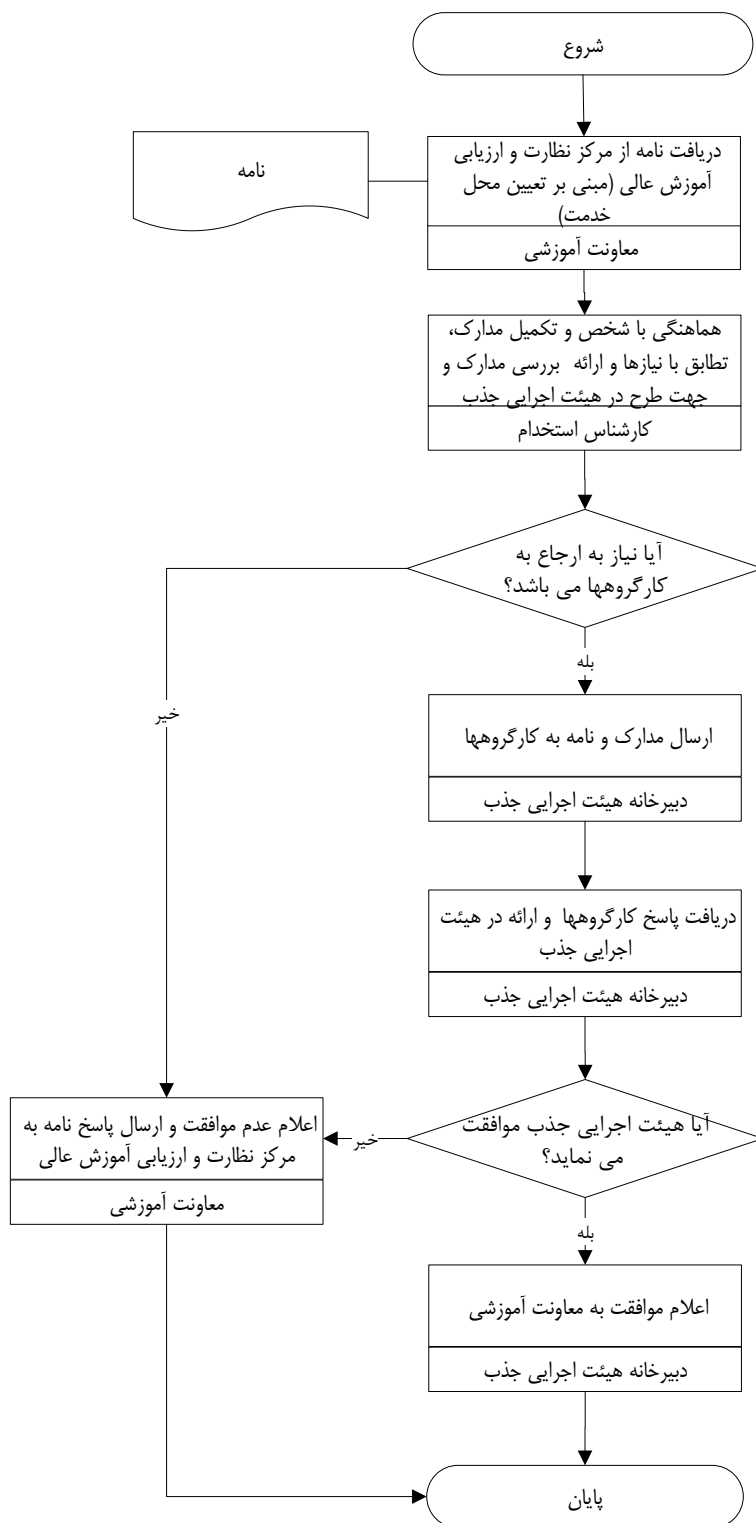 شروع
دریافت نامه از مرکز نظارت و ارزیابی
آموزش عالی (مبنی بر تعیین محل
خدمت)
معاونت آموزشی
نامه
هماهنگی با شخص و تکمیل مدارک،
تطابق با نیازها و ارائه  بررسی مدارک و
جهت طرح در هیئت اجرایی جذب
کارشناس استخدام
آیا نیاز به ارجاع به
کارگروهها می باشد؟
بله
خیر
ارسال مدارک و نامه به کارگروهها
دبیرخانه هیئت اجرایی جذب
دریافت پاسخ کارگروهها  و ارائه در هیئت
اجرایی جذب
دبیرخانه هیئت اجرایی جذب
آیا هیئت اجرایی جذب موافقت
می نماید؟
خیر
بله
اعلام عدم موافقت و ارسال پاسخ نامه به
مرکز نظارت و ارزیابی آموزش عالی
معاونت آموزشی
اعلام موافقت به معاونت آموزشی
دبیرخانه هیئت اجرایی جذب
پایان